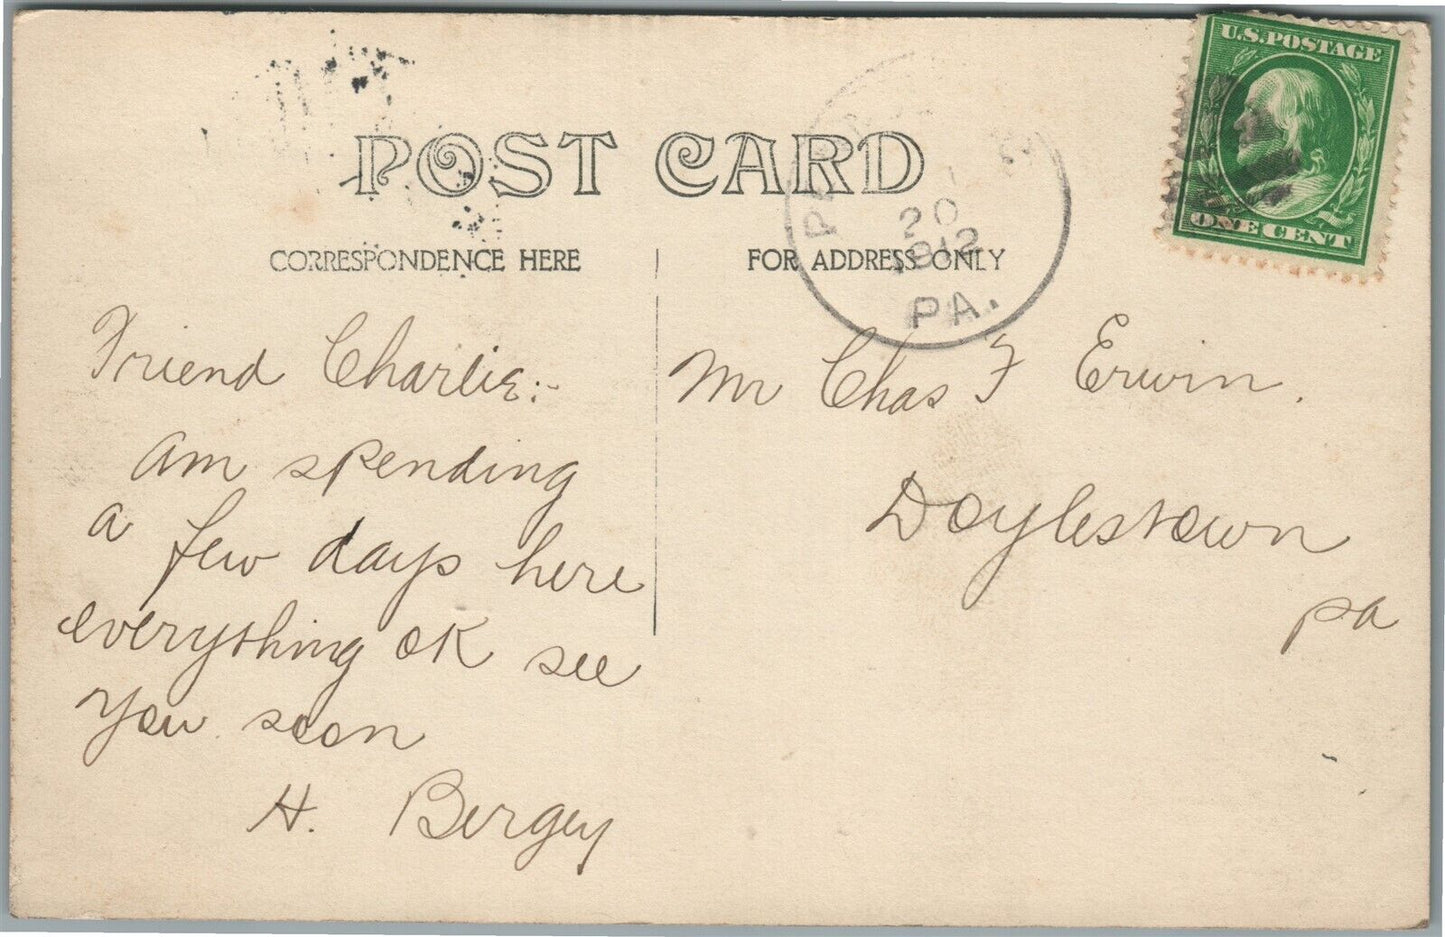 POST CARD
CORRESPONDENCE HERE
FOR ADDRESS ONLY
20
1912
PA.
U.S. POSTAGE
ONE CENT
Friend Charlie:-
am spending
a few days here
everything OK see
you soon
H. Bergey
Mr Chas F Erwin.
Doylestown
Pa